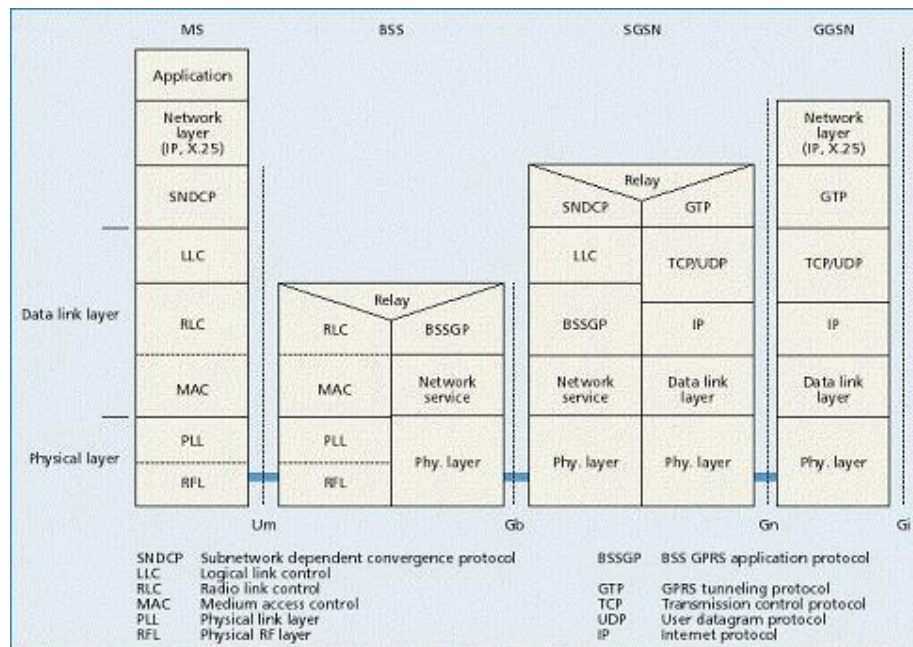 MS BSS SGSN GGSN
Application
Network layer (IP, X.25)
Network layer (IP, X.25)
SNDCP
Relay
SNDCP GTP
GTP
LLC
LLC
TCP/UDP
TCP/UDP
Data link layer
RLC
Relay
RLC BSSGP
BSSGP
IP
IP
MAC
MAC
Network service
Network service
Data link layer
Data link layer
Physical layer
PLL
PLL
Phy. layer
Phy. layer
Phy. layer
Phy. layer
RFL
RFL
Um Gb Gn Gi
SNDCP Subnetwork dependent convergence protocol
LLC Logical link control
RLC Radio link control
MAC Medium access control
PLL Physical link layer
RFL Physical RF layer
BSSGP BSS GPRS application protocol
GTP GPRS tunneling protocol
TCP Transmission control protocol
UDP User datagram protocol
IP Internet protocol